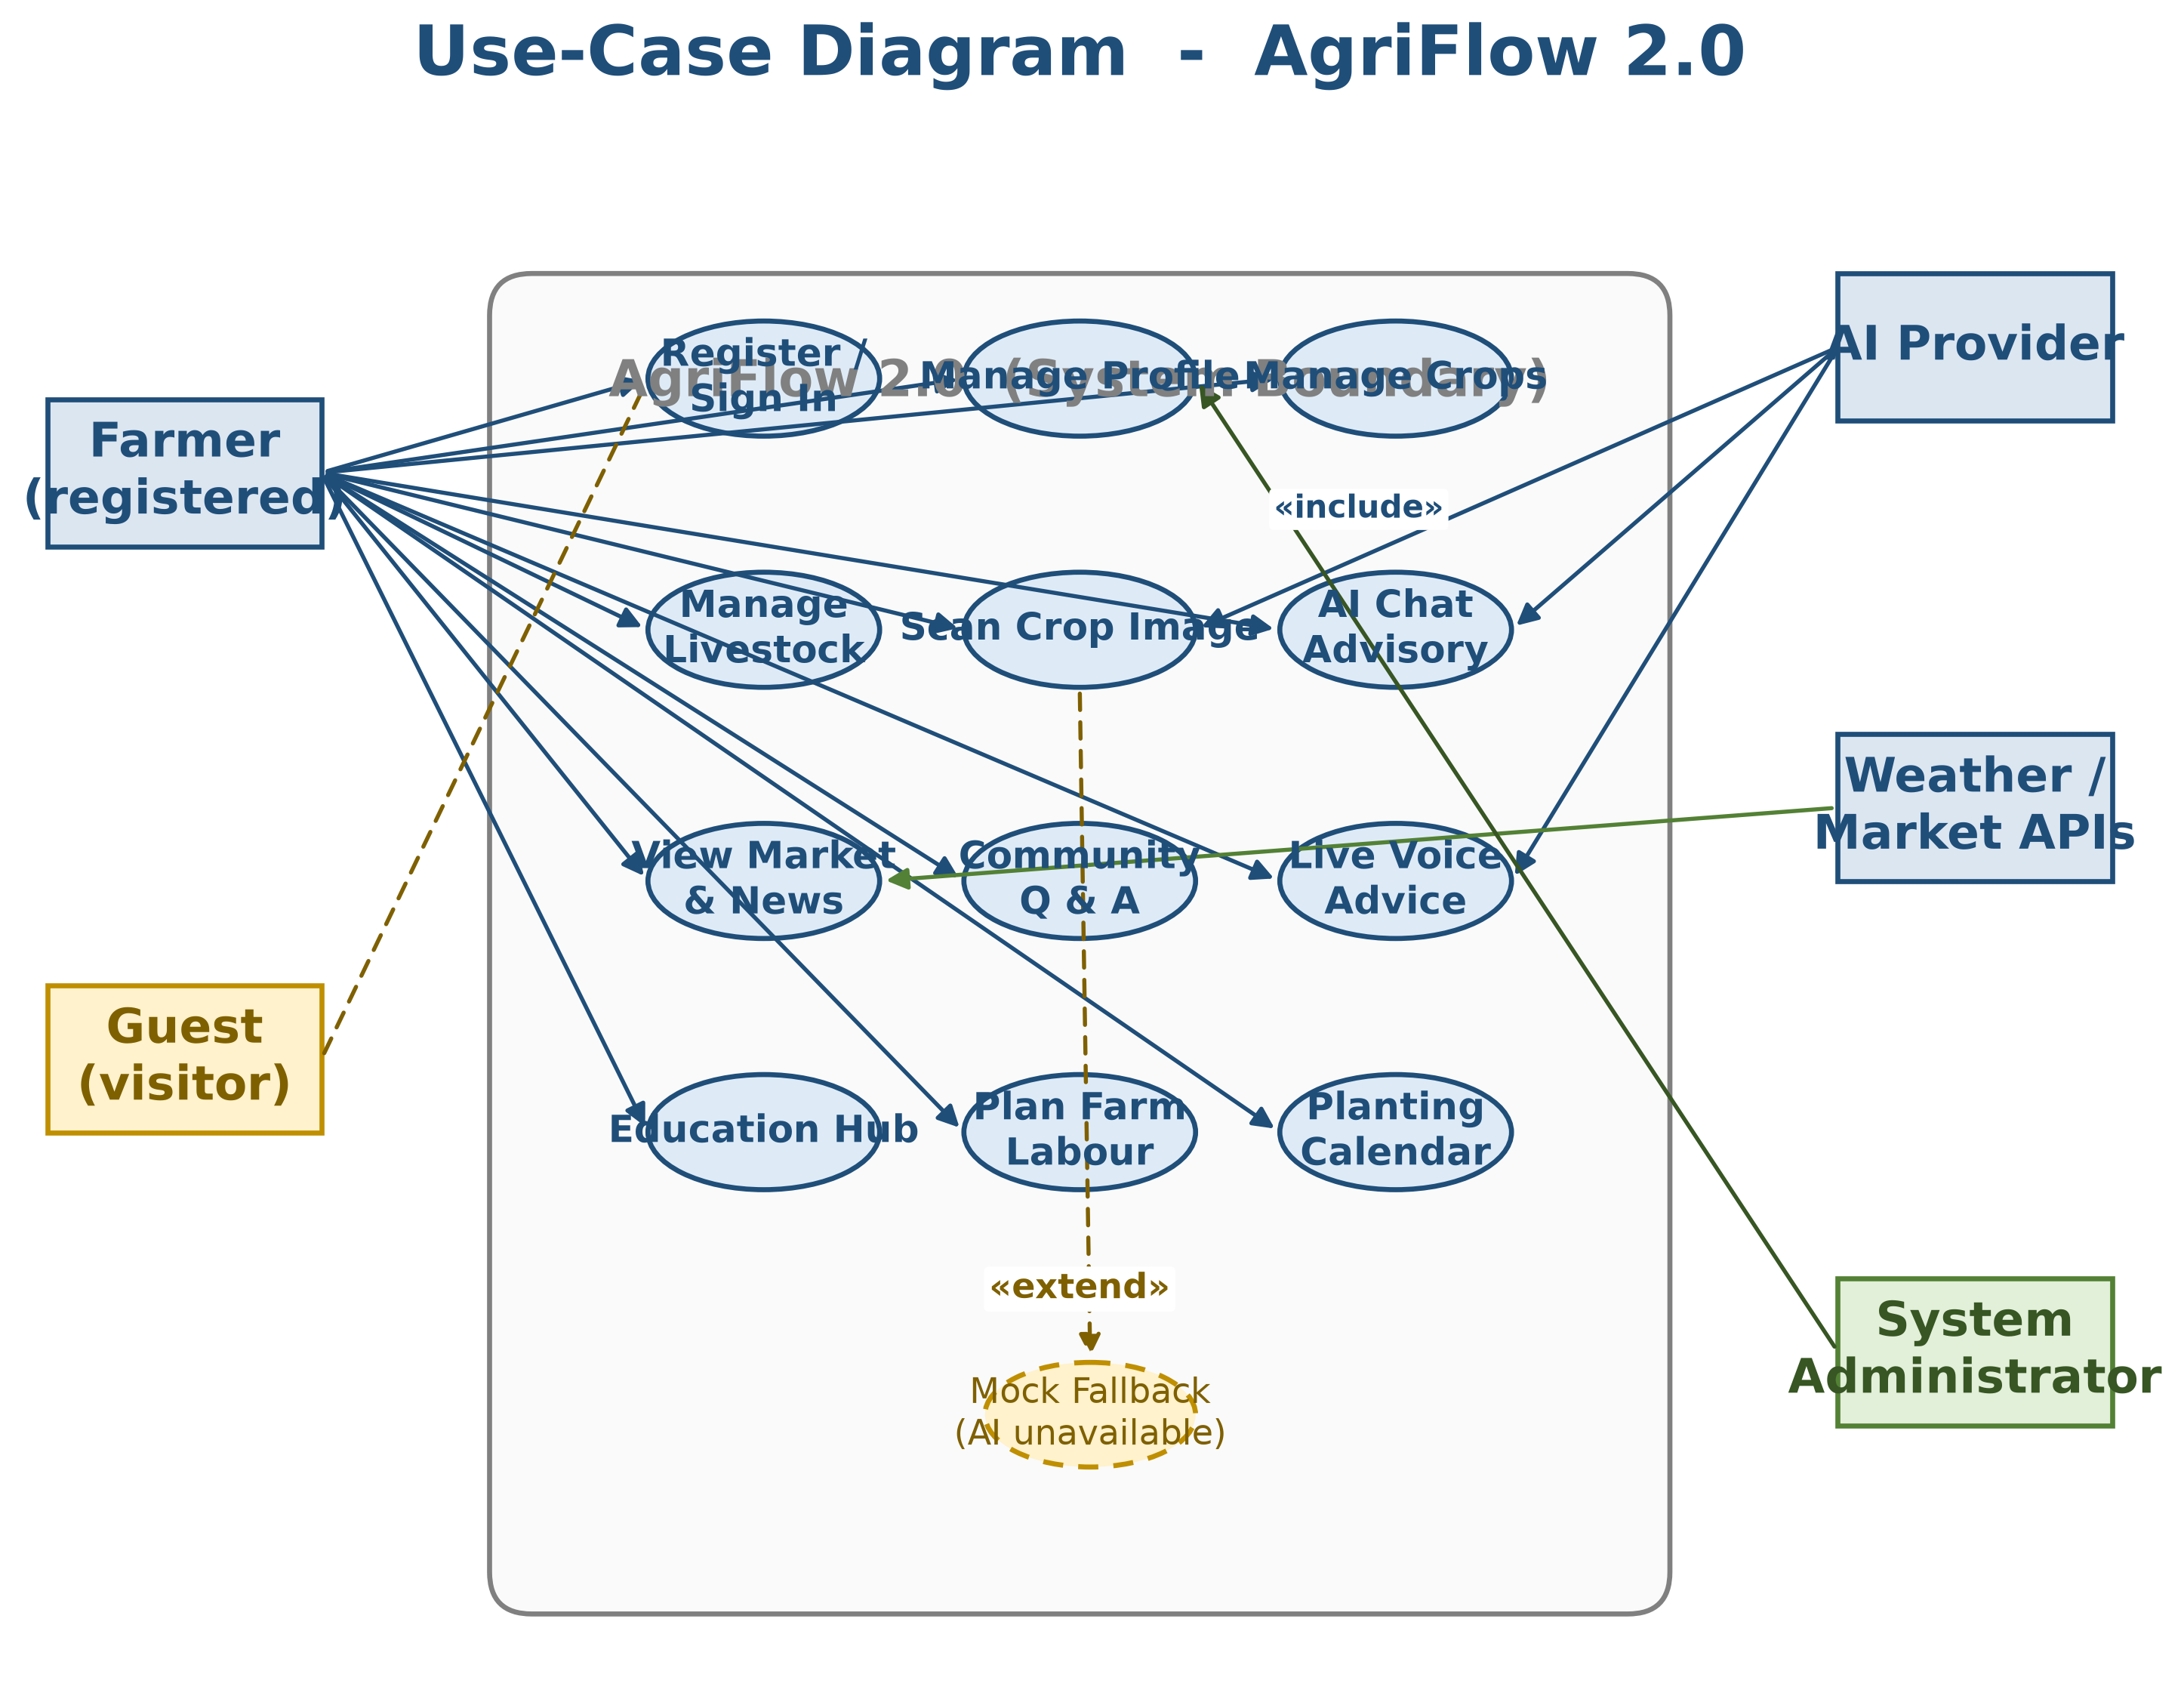 Use-Case Diagram - AgriFlow 2.0
AgriFlow 2.0 (System Boundary)
Register /
Sign In
Manage Profile
Manage Crops
AI Provider
Farmer
(registered)
«include»
Manage
Livestock
Scan Crop Image
AI Chat
Advisory
Weather /
Market APIs
View Market
& News
Community
Q & A
Live Voice
Advice
Guest
(visitor)
Education Hub
Plan Farm
Labour
Planting
Calendar
«extend»
System
Administrator
Mock Fallback
(AI unavailable)